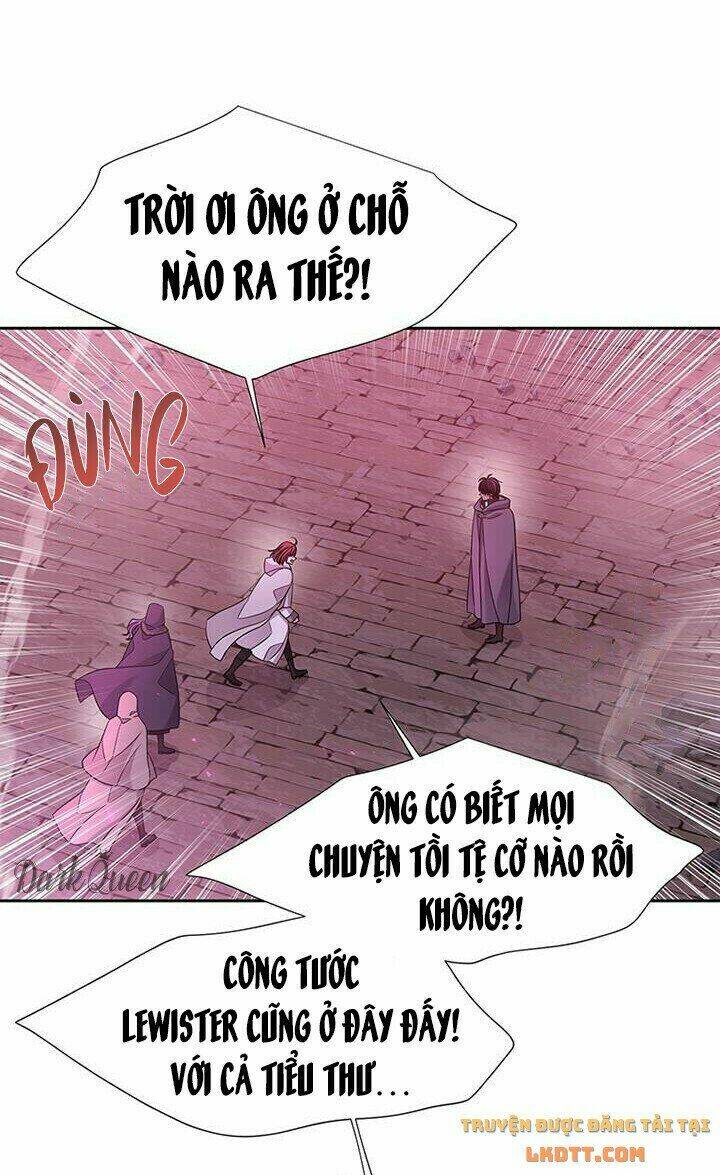 TRỜI ƠI ÔNG Ở CHỖ
NÀO RA THẾ?!
ĐÙNG
ÔNG CÓ BIẾT MỌI
CHUYỆN TỒI TỆ CỠ NÀO RỒI
KHÔNG?!
Dark Queen
CÔNG TƯỚC
LEWISTER CŨNG Ở ĐÂY ĐẤY!
VỚI CẢ TIỂU THƯ...
TRUYỆN ĐƯỢC ĐĂNG TẢI TẠI
LKDTT.COM